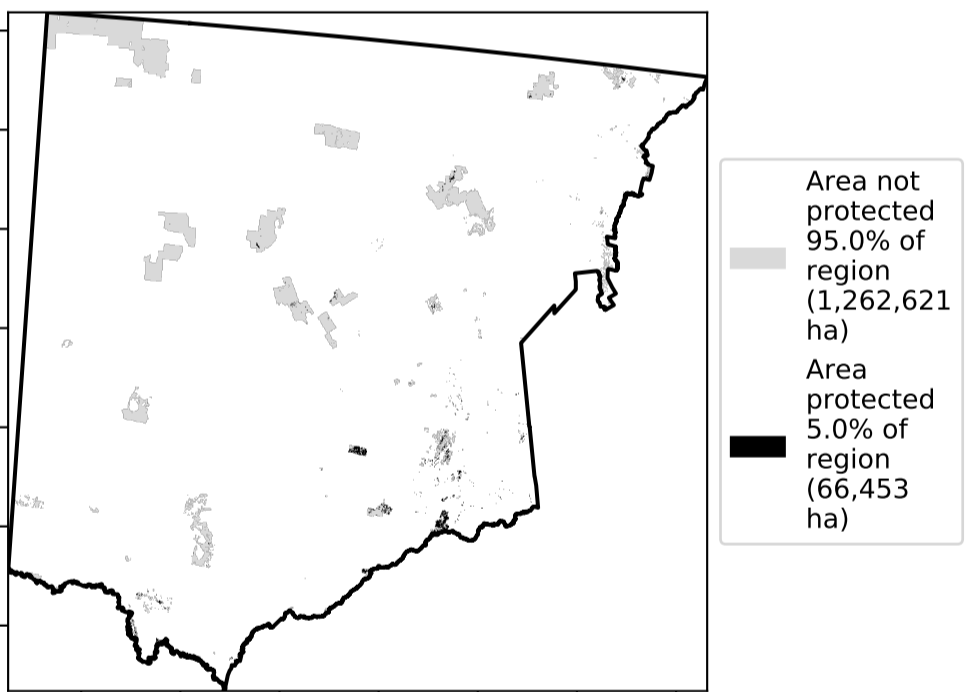 Area not
protected
95.0% of
region
(1,262,621
ha)
Area
protected
5.0% of
region
(66,453
ha)